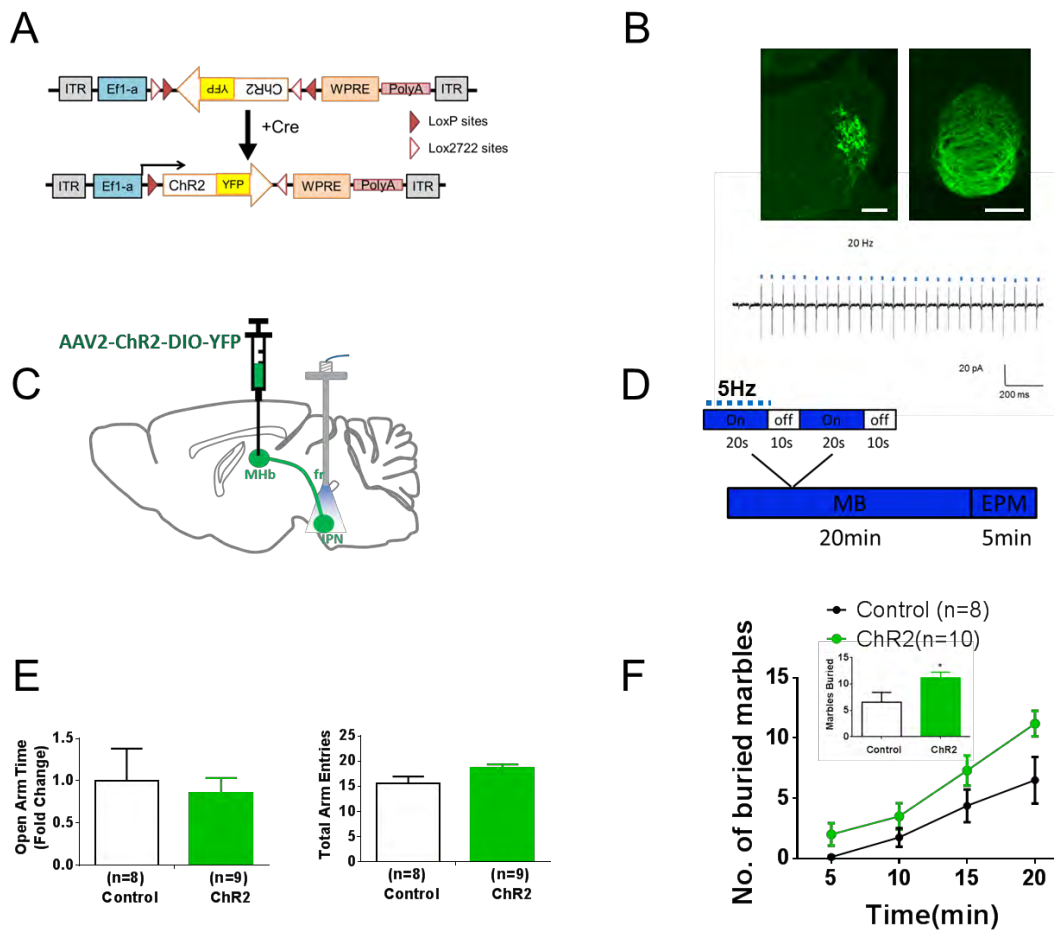 A
ITR Ef1-a YFP ChR2 WPRE PolyA ITR
+Cre
LoxP sites
Lox2722 sites
ITR Ef1-a ChR2 YFP WPRE PolyA ITR
B
20 Hz
20 pA
200 ms
C
AAV2-ChR2-DIO-YFP
MHb
fr
IPN
D
5Hz
On off On off
20s 10s 20s 10s
MB EPM
20min 5min
E
Open Arm Time
(Fold Change)
1.5
1.0
0.5
0.0
(n=8) (n=9)
Control ChR2
Total Arm Entries
25
20
15
10
5
0
(n=8) (n=9)
Control ChR2
F
Control (n=8)
ChR2(n=10)
No. of buried marbles
15
10
5
0
Marbles Buried
15
10
5
0
*
Control ChR2
5 10 15 20
Time(min)